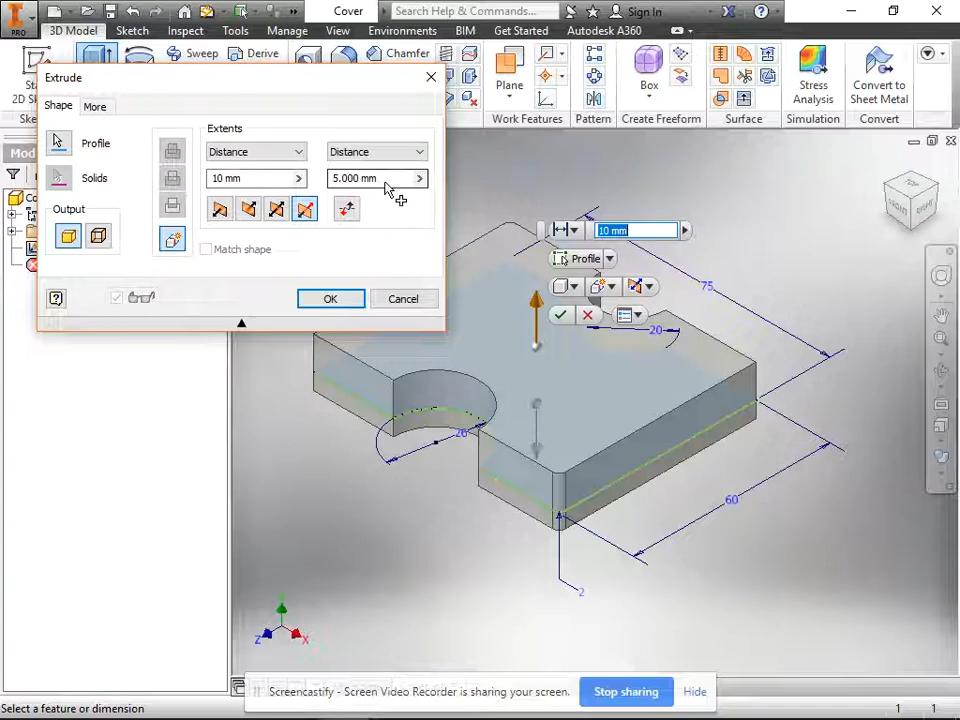 PRO
Cover
Search Help & Commands...
Sign In
3D Model
Sketch
Inspect
Tools
Manage
View
Environments
BIM
Get Started
Autodesk A360
Sweep
Derive
Chamfer
2D
Plane
Box
Stress
Analysis
Convert to
Sheet Metal
Work Features
Pattern
Create Freeform
Surface
Simulation
Convert
Extrude
Shape
More
Profile
Solids
Output
Extents
Distance
Distance
10 mm
5.000 mm
Match shape
OK
Cancel
10 mm
Profile
75
20
26
60
2
FRONT
RIGHT
Z
X
Screencastify - Screen Video Recorder is sharing your screen.
Stop sharing
Hide
Select a feature or dimension
1
1